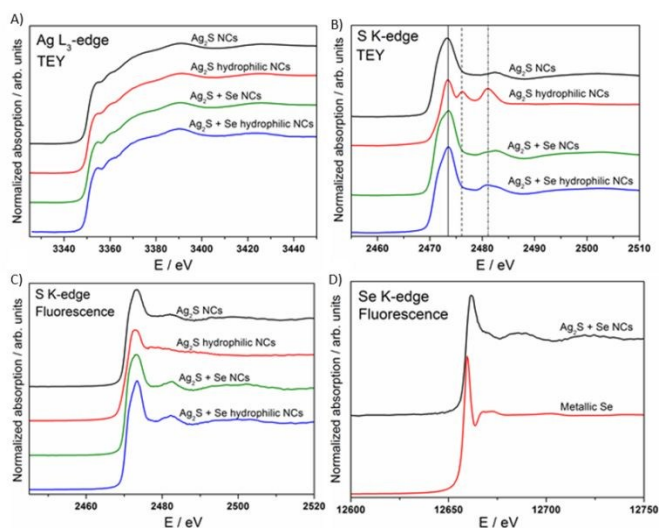 A)
Ag L₃-edge
TEY
Ag₂S NCs
Ag₂S hydrophilic NCs
Ag₂S + Se NCs
Ag₂S + Se hydrophilic NCs
Normalized absorption / arb. units
3340 3360 3380 3400 3420 3440
E / eV
B)
S K-edge
TEY
Ag₂S NCs
Ag₂S hydrophilic NCs
Ag₂S + Se NCs
Ag₂S + Se hydrophilic NCs
Normalized absorption / arb. units
2460 2470 2480 2490 2500 2510
E / eV
C)
S K-edge
Fluorescence
Ag₂S NCs
Ag₂S hydrophilic NCs
Ag₂S + Se NCs
Ag₂S + Se hydrophilic NCs
Normalized absorption / arb. units
2460 2480 2500 2520
E / eV
D)
Se K-edge
Fluorescence
Ag₂S + Se NCs
Metallic Se
Normalized absorption / arb. units
12600 12650 12700 12750
E / eV